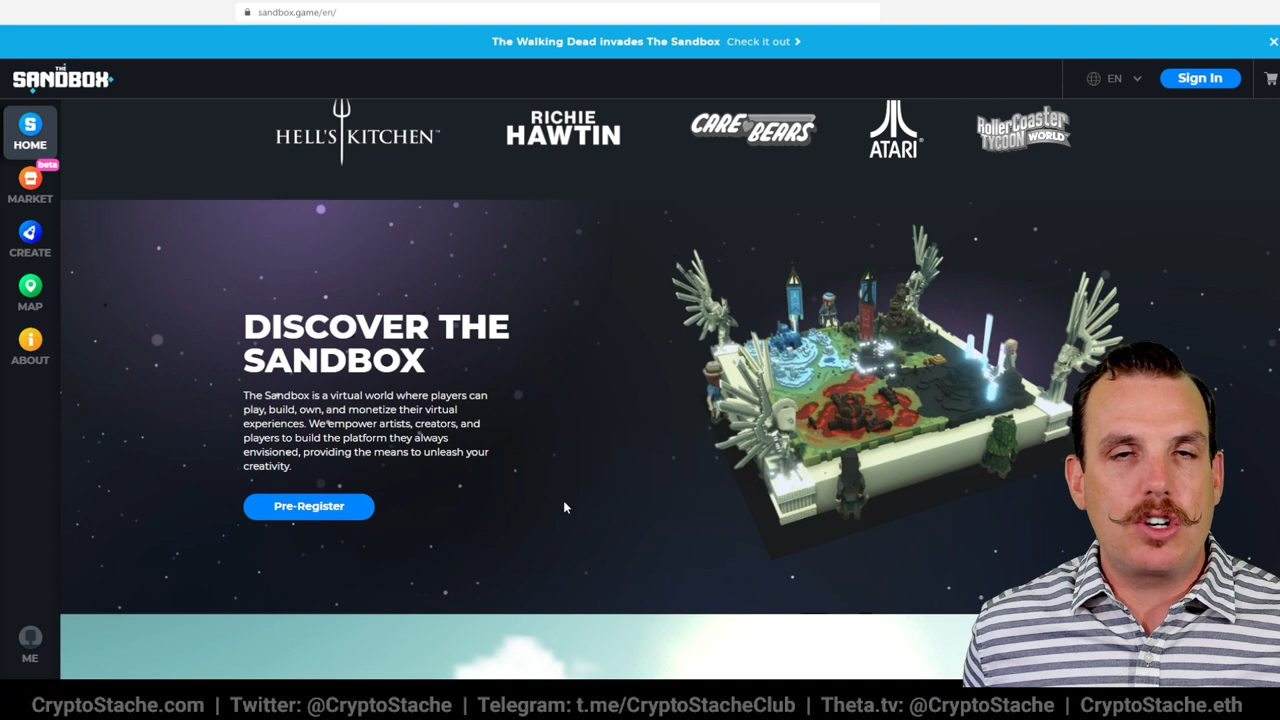 sandbox.game/en/
The Walking Dead invades The Sandbox Check it out
THE
SANDBOX
EN
Sign In
HELL'S KITCHEN™
RICHIE
HAWTIN
CARE BEARS
ATARI®
RollerCoaster
TYCOON WORLD
S
HOME
beta
MARKET
CREATE
MAP
ABOUT
DISCOVER THE
SANDBOX
The Sandbox is a virtual world where players can
play, build, own, and monetize their virtual
experiences. We empower artists, creators, and
players to build the platform they always
envisioned, providing the means to unleash your
creativity.
Pre-Register
ME
CryptoStache.com | Twitter: @CryptoStache | Telegram: t.me/CryptoStacheClub | Theta.tv: @CryptoStache | CryptoStache.eth